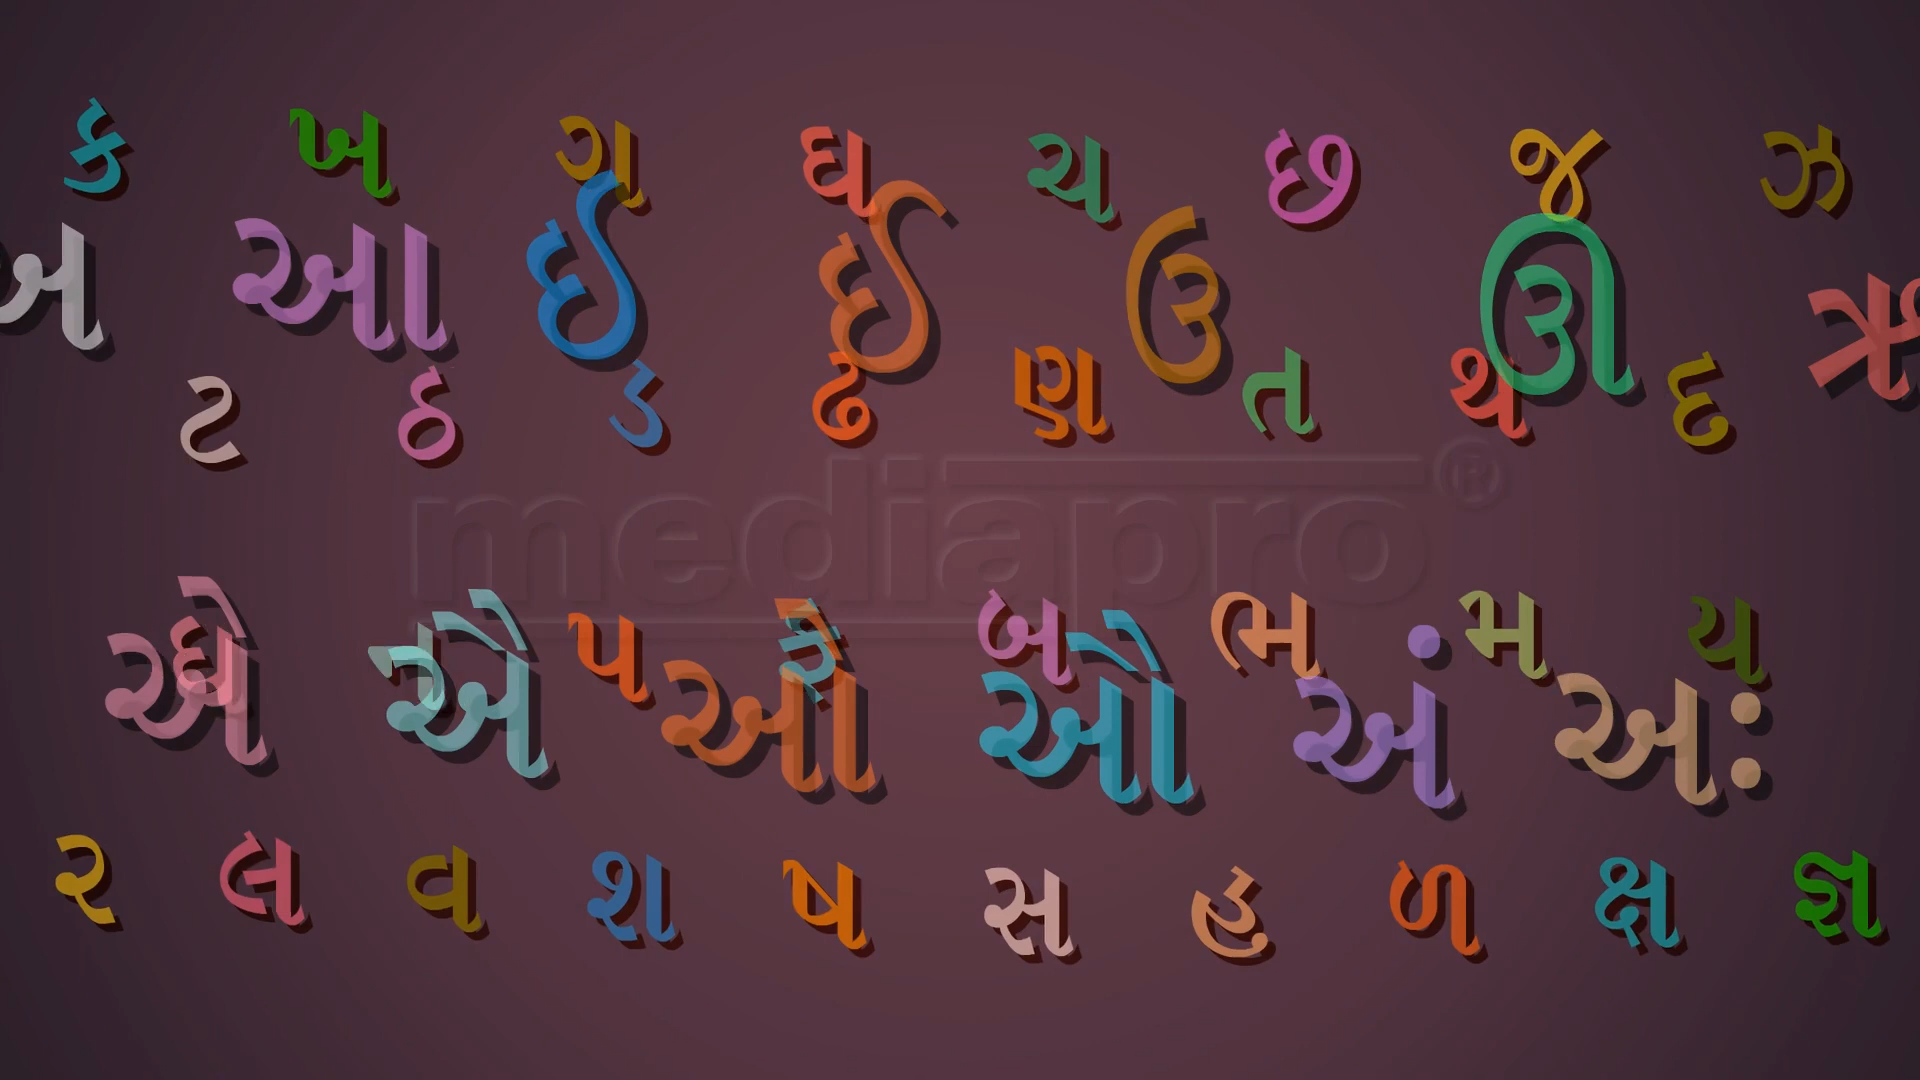 ક ખ ગ ઘ ચ છ જ ઝ
અ આ ઇ ઈ ઉ ઊ ઋ
ટ ઠ ડ ઢ ણ ત થ દ
mediapro®
ધ ન પ ફ બ ભ મ ય
એ ઐ ઓ ઔ અં અઃ
ર લ વ શ ષ સ હ ળ ક્ષ જ્ઞ